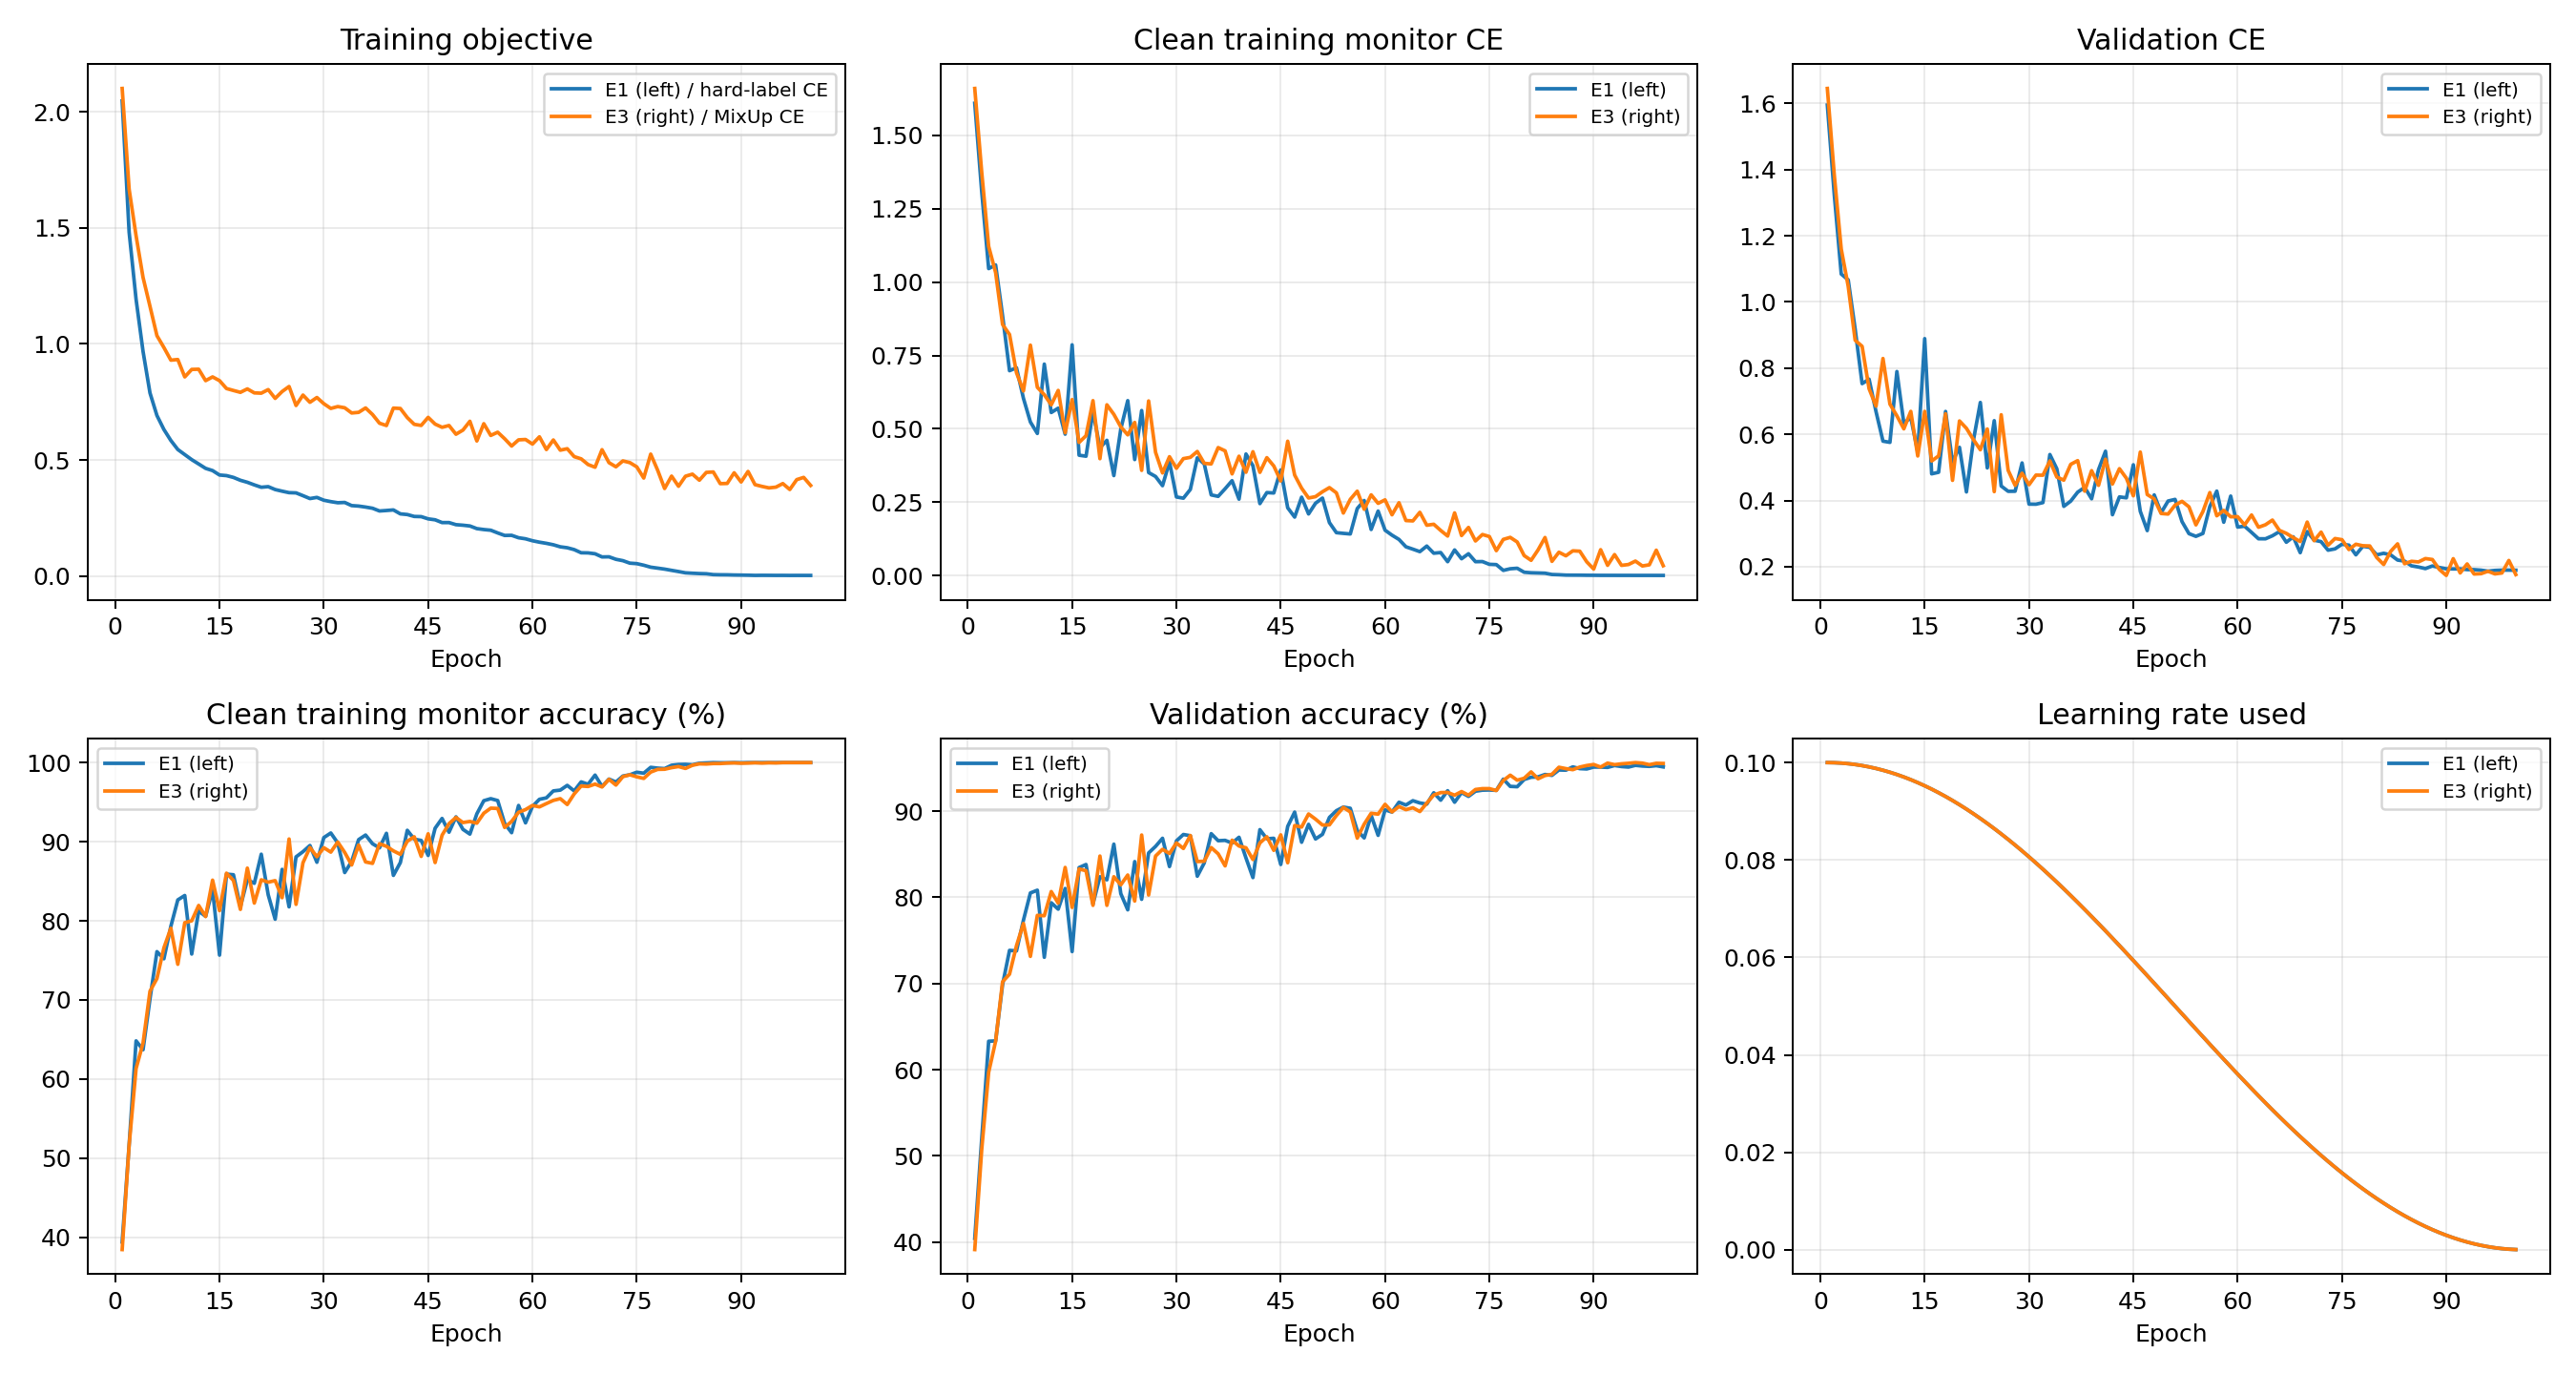 Training objective
2.0
1.5
1.0
0.5
0.0
E1 (left) / hard-label CE
E3 (right) / MixUp CE
0 15 30 45 60 75 90
Epoch
Clean training monitor CE
1.50
1.25
1.00
0.75
0.50
0.25
0.00
E1 (left)
E3 (right)
0 15 30 45 60 75 90
Epoch
Validation CE
1.6
1.4
1.2
1.0
0.8
0.6
0.4
0.2
E1 (left)
E3 (right)
0 15 30 45 60 75 90
Epoch
Clean training monitor accuracy (%)
100
90
80
70
60
50
40
E1 (left)
E3 (right)
0 15 30 45 60 75 90
Epoch
Validation accuracy (%)
90
80
70
60
50
40
E1 (left)
E3 (right)
0 15 30 45 60 75 90
Epoch
Learning rate used
0.10
0.08
0.06
0.04
0.02
0.00
E1 (left)
E3 (right)
0 15 30 45 60 75 90
Epoch